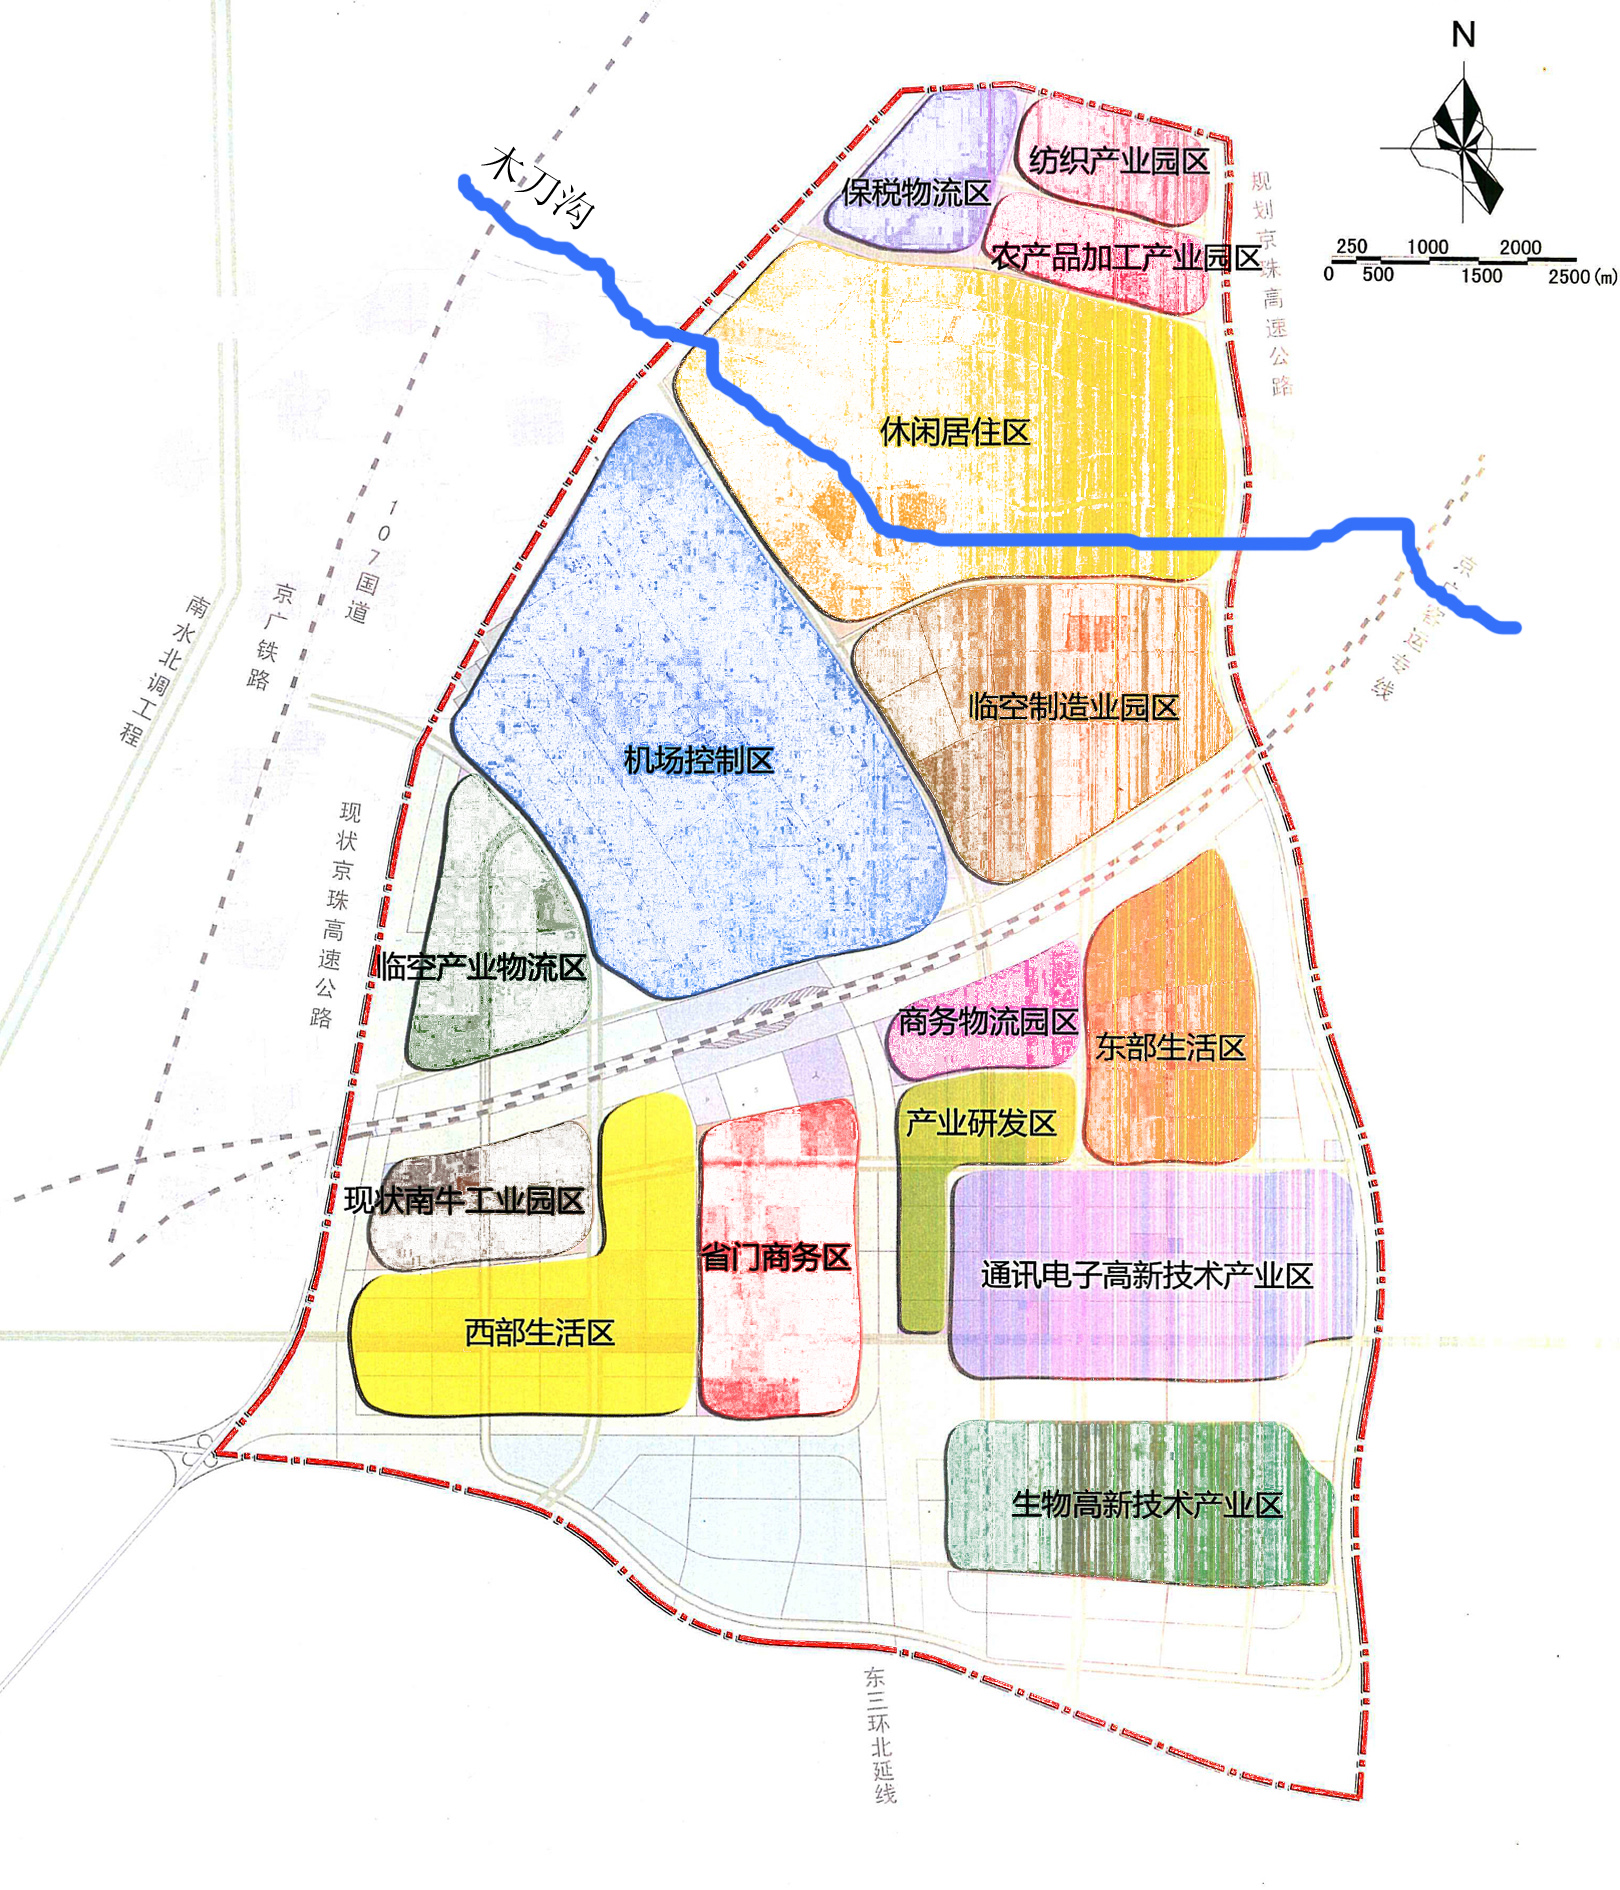 N
250 1000 2000
0 500 1500 2500(m)
木刀沟
保税物流区
纺织产业园区
农产品加工产业园区
规划京珠高速公路
休闲居住区
107国道
京广铁路
南水北调工程
京广客运专线
临空制造业园区
机场控制区
现状京珠高速公路
临空产业物流区
商务物流园区
东部生活区
产业研发区
现状南牛工业园区
省门商务区
通讯电子高新技术产业区
西部生活区
生物高新技术产业区
东三环北延线